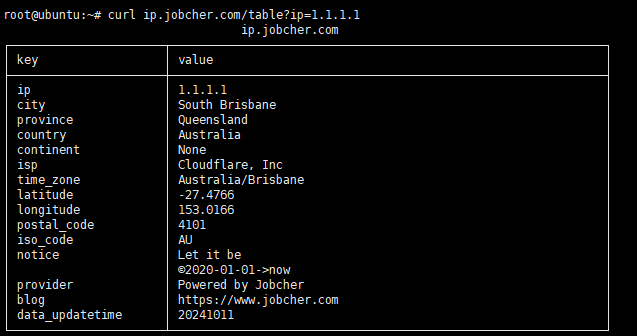 root@ubuntu:~# curl ip.jobcher.com/table?ip=1.1.1.1
ip.jobcher.com
key value
ip 1.1.1.1
city South Brisbane
province Queensland
country Australia
continent None
isp Cloudflare, Inc
time_zone Australia/Brisbane
latitude -27.4766
longitude 153.0166
postal_code 4101
iso_code AU
notice Let it be
©2020-01-01->now
provider Powered by Jobcher
blog https://www.jobcher.com
data_updatetime 20241011